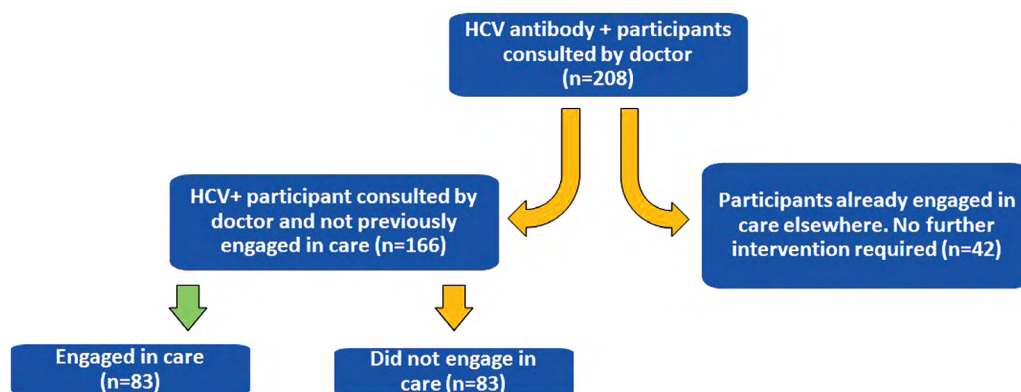 HCV antibody + participants
consulted by doctor
(n=208)
HCV+ participant consulted by
doctor and not previously
engaged in care (n=166)
Participants already engaged in
care elsewhere. No further
intervention required (n=42)
Engaged in care
(n=83)
Did not engage in
care (n=83)